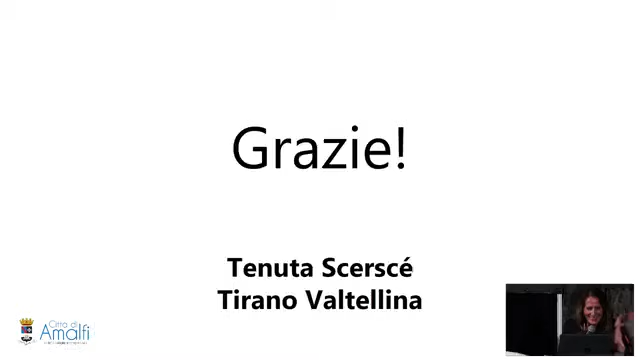 Grazie!
Tenuta Scerscé
Tirano Valtellina
Città di
Amalfi